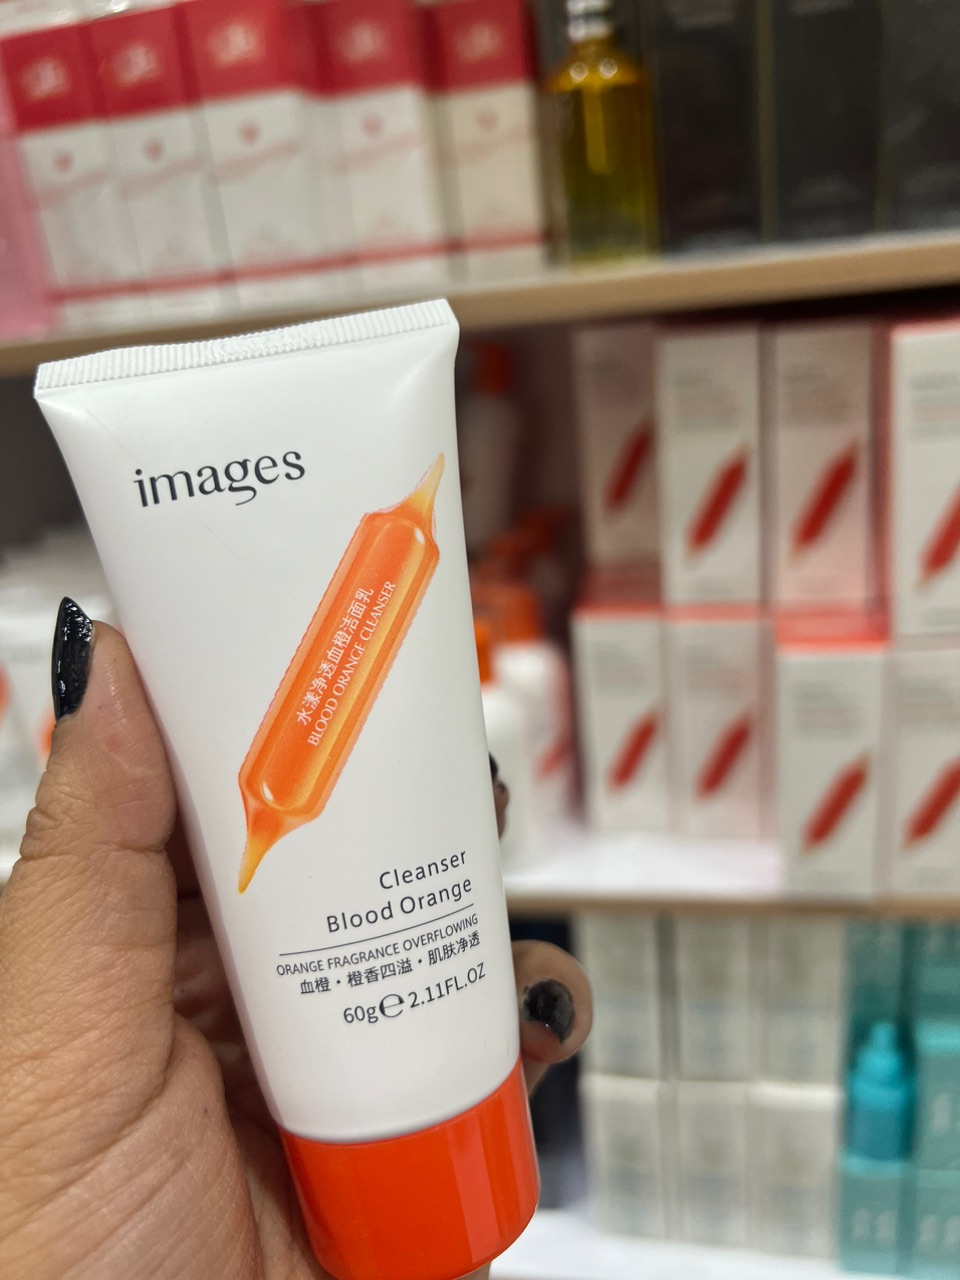 images
水漾净透血橙洁面乳
BLOOD ORANGE CLEANSER
Cleanser
Blood Orange
ORANGE FRAGRANCE OVERFLOWING
血橙·橙香四溢·肌肤净透
60g℮2.11FL.OZ